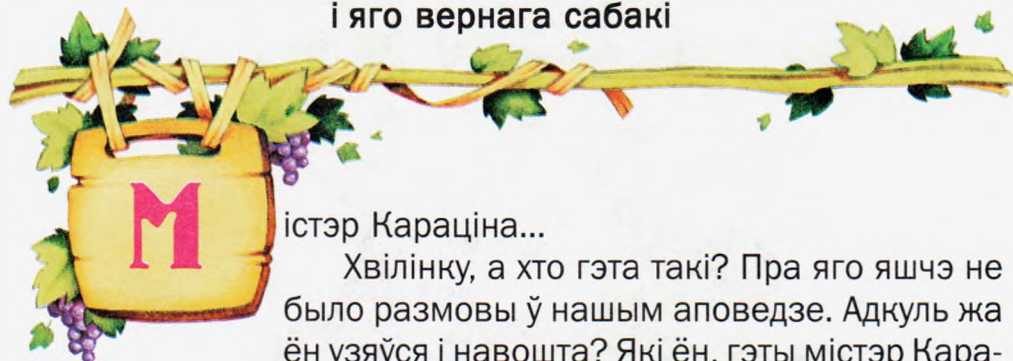 і яго вернага сабакі
Містэр Караціна...
Хвілінку, а хто гэта такі? Пра яго яшчэ не
было размовы ў нашым аповедзе. Адкуль жа
ён узяўся і навошта? Які ён, гэты містэр Кара-